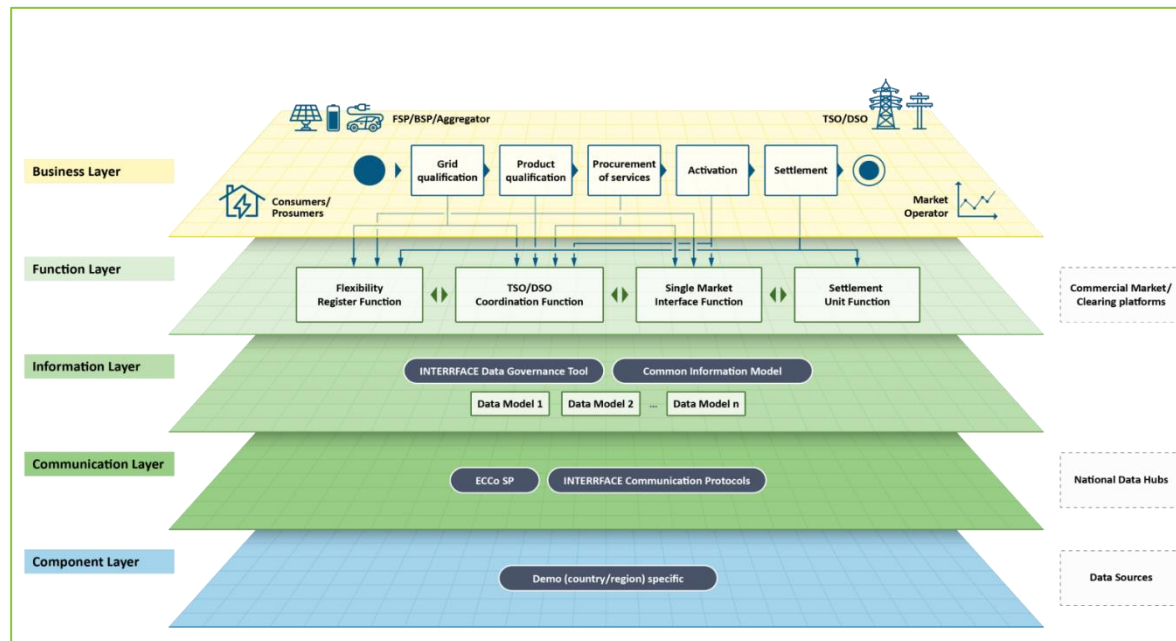 FSP/BSP/Aggregator
TSO/DSO
Business Layer
Grid
qualification
Product
qualification
Procurement
of services
Activation
Settlement
Consumers/
Prosumers
Market
Operator
Function Layer
Flexibility
Register Function
TSO/DSO
Coordination Function
Single Market
Interface Function
Settlement
Unit Function
Commercial Market/
Clearing platforms
Information Layer
INTERRFACE Data Governance Tool
Common Information Model
Data Model 1
Data Model 2
...
Data Model n
Communication Layer
ECCo SP
INTERRFACE Communication Protocols
National Data Hubs
Component Layer
Demo (country/region) specific
Data Sources